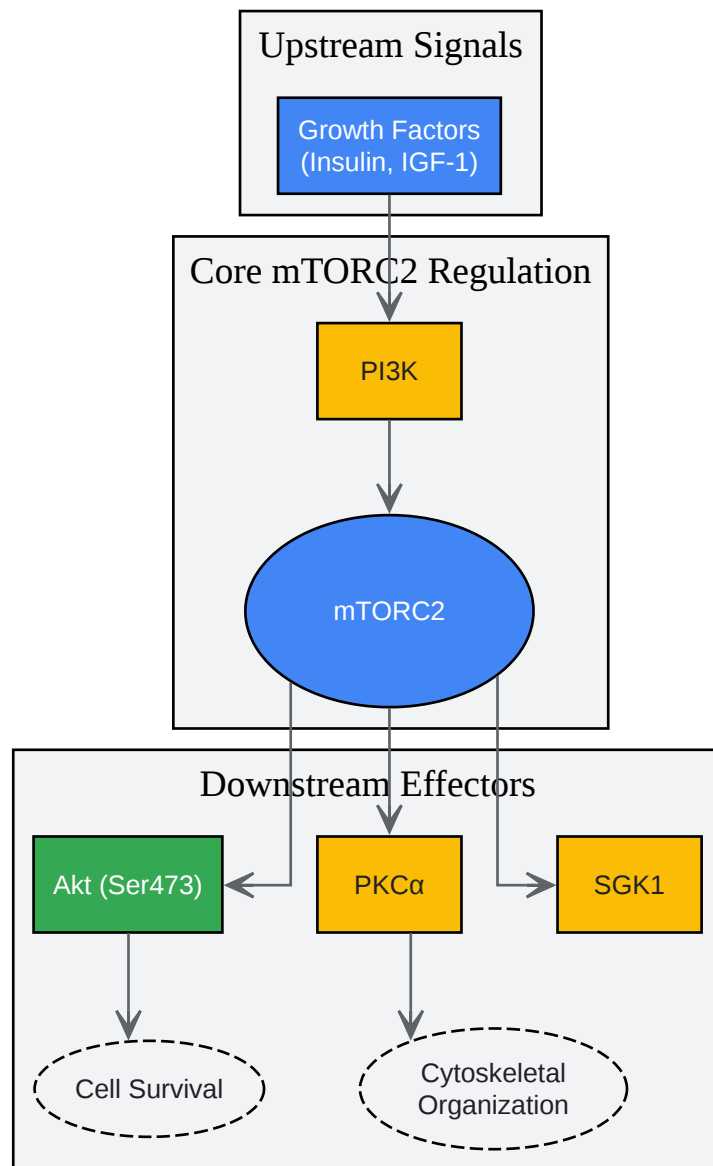 Upstream Signals
Growth Factors
(Insulin, IGF-1)
Core mTORC2 Regulation
PI3K
mTORC2
Downstream Effectors
Akt (Ser473)
PKCα
SGK1
Cell Survival
Cytoskeletal
Organization